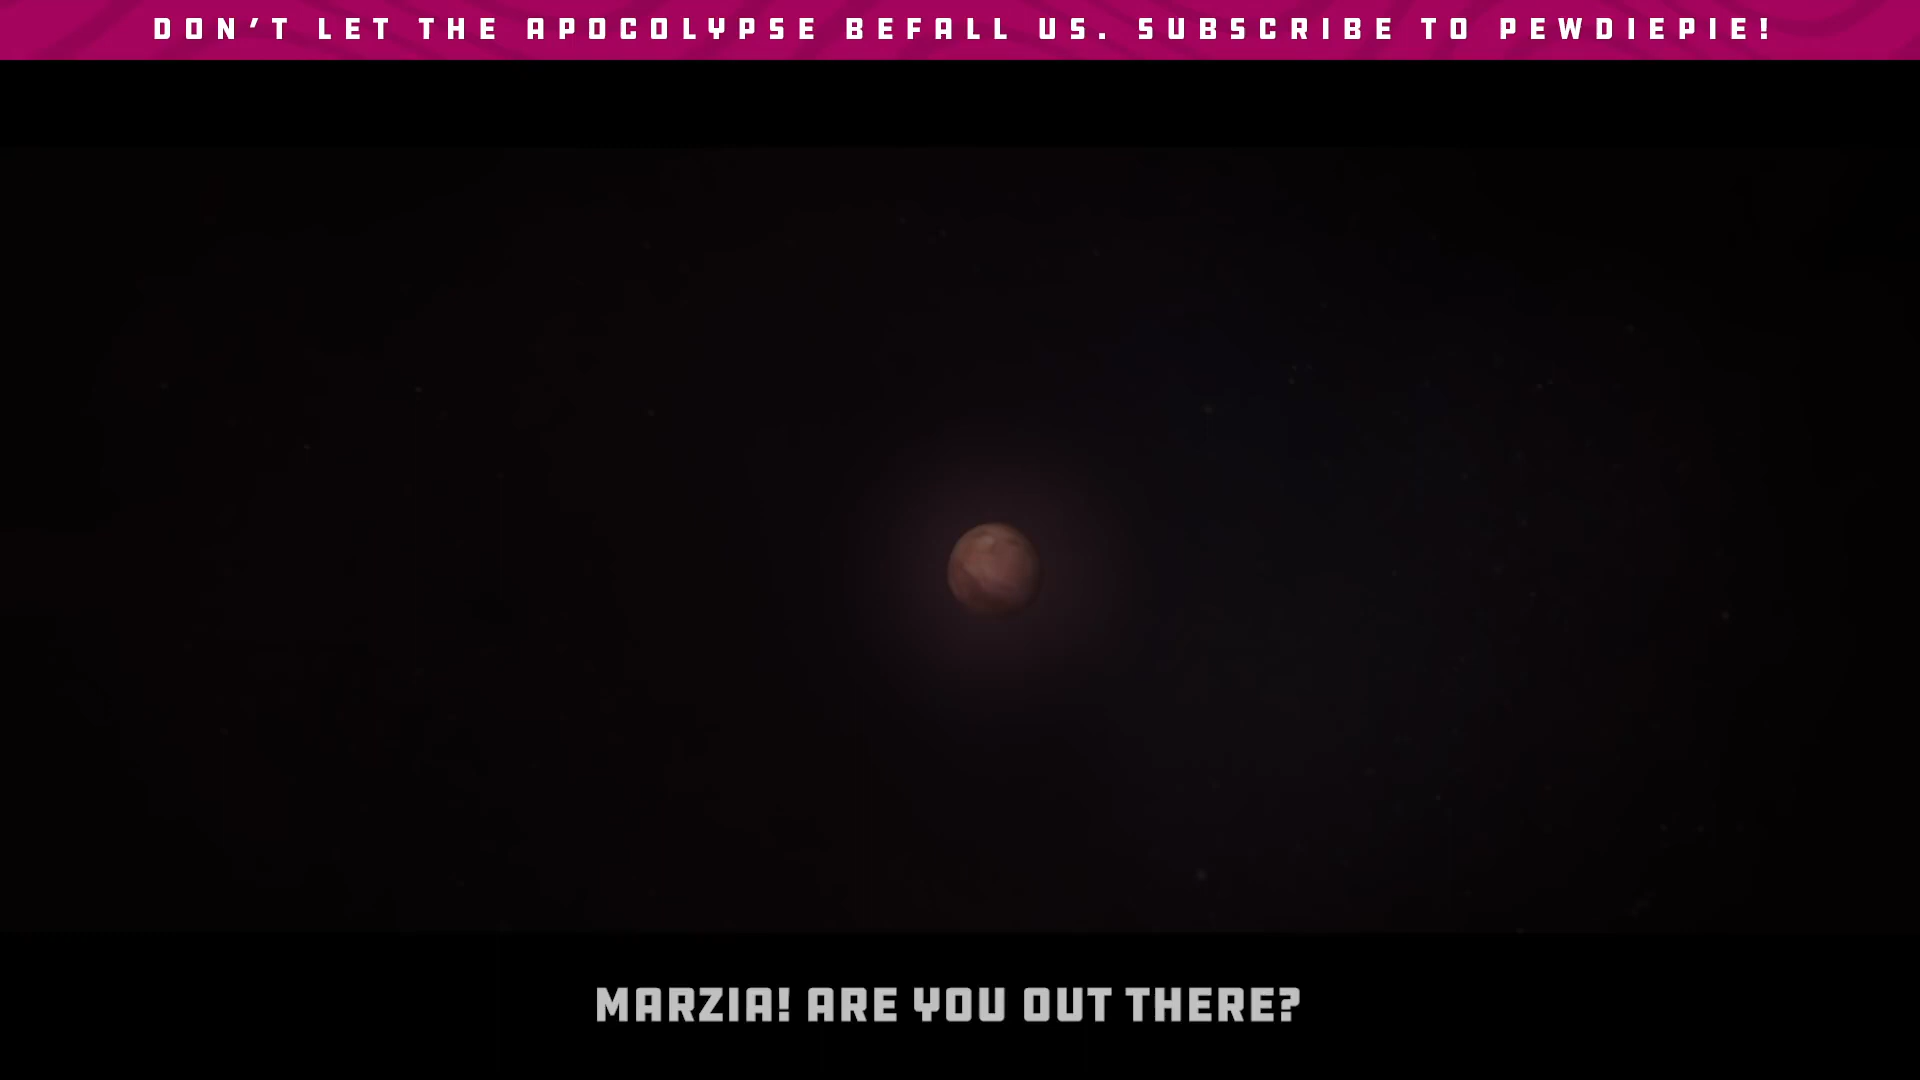 DON'T LET THE APOCOLYPSE BEFALL US. SUBSCRIBE TO PEWDIEPIE!
MARZIA! ARE YOU OUT THERE?